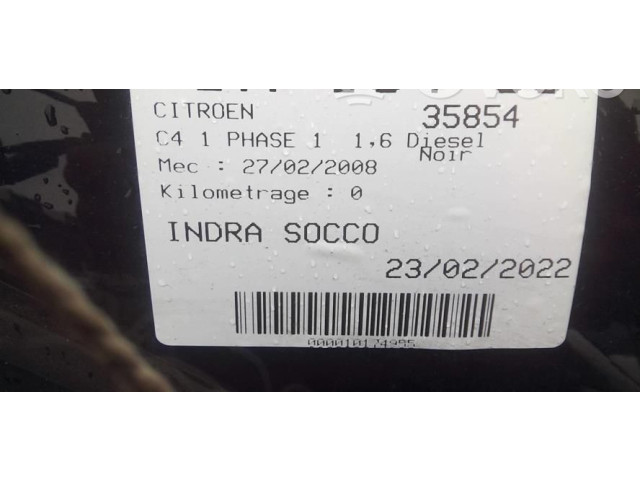 CITROEN 35854
C4 1 PHASE 1 1,6 Diesel
Noir
Mec : 27/02/2008
Kilometrage : 0
INDRA SOCCO
23/02/2022
000010174995